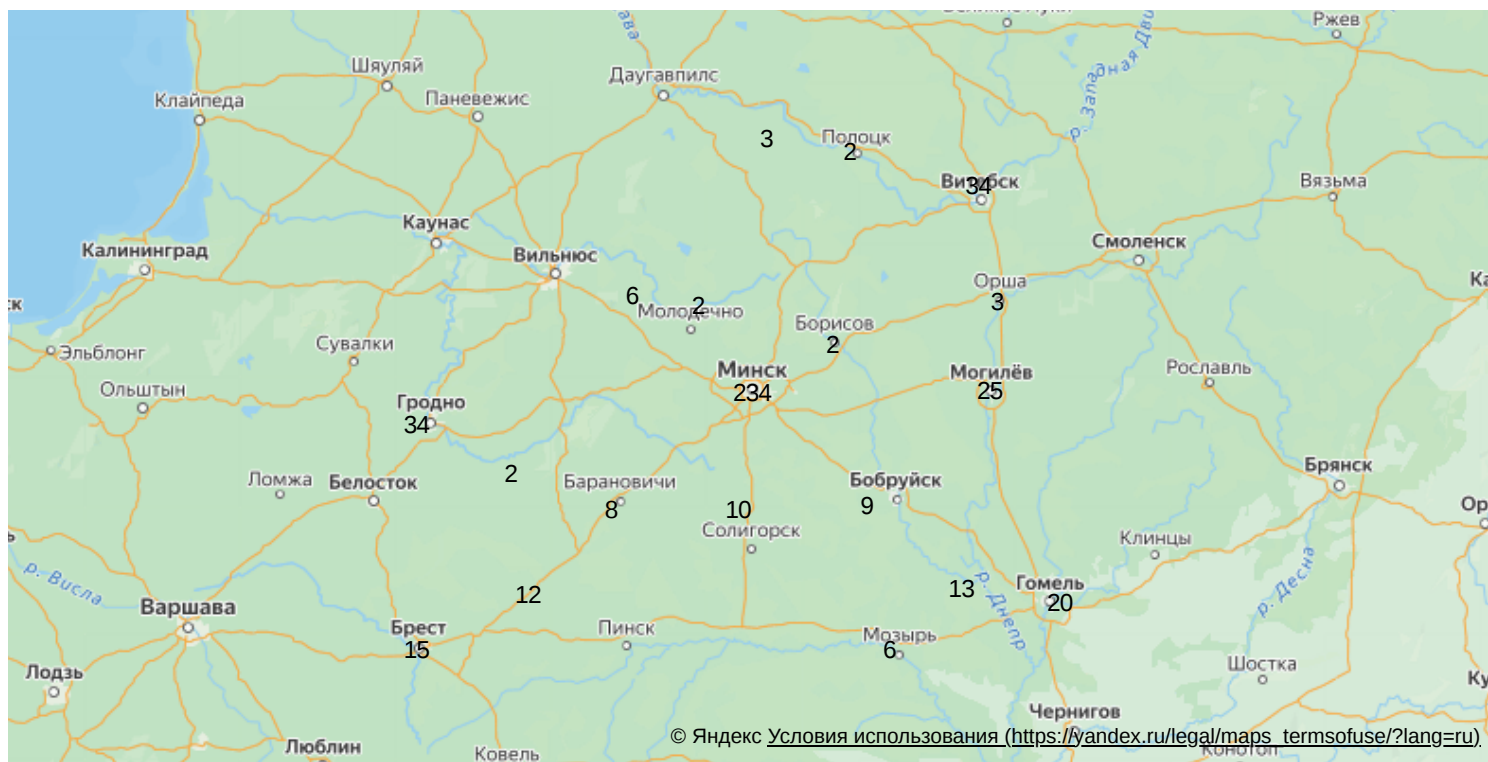 Ржев
Шяуляй
Даугавпилс
Клайпеда
Паневежис
р. Западная Дви
3
Полоцк
2
Витебск
34
Вязьма
Каунас
Смоленск
Калининград
Вильнюс
Орша
3
6
2
Молодечно
Борисов
2
Сувалки
Эльблонг
Минск
234
Могилёв
25
Рославль
Ольштын
Гродно
34
Брянск
2
Ломжа
Белосток
Барановичи
8
10
Бобруйск
9
Солигорск
Клинцы
р. Висла
12
13
р. Днепр
Гомель
20
р. Десна
Варшава
Брест
15
Пинск
Мозырь
6
Шостка
Лодзь
Чернигов
© Яндекс Условия использования (https://yandex.ru/legal/maps_termsofuse/?lang=ru)
Люблин
Ковель
Конотоп